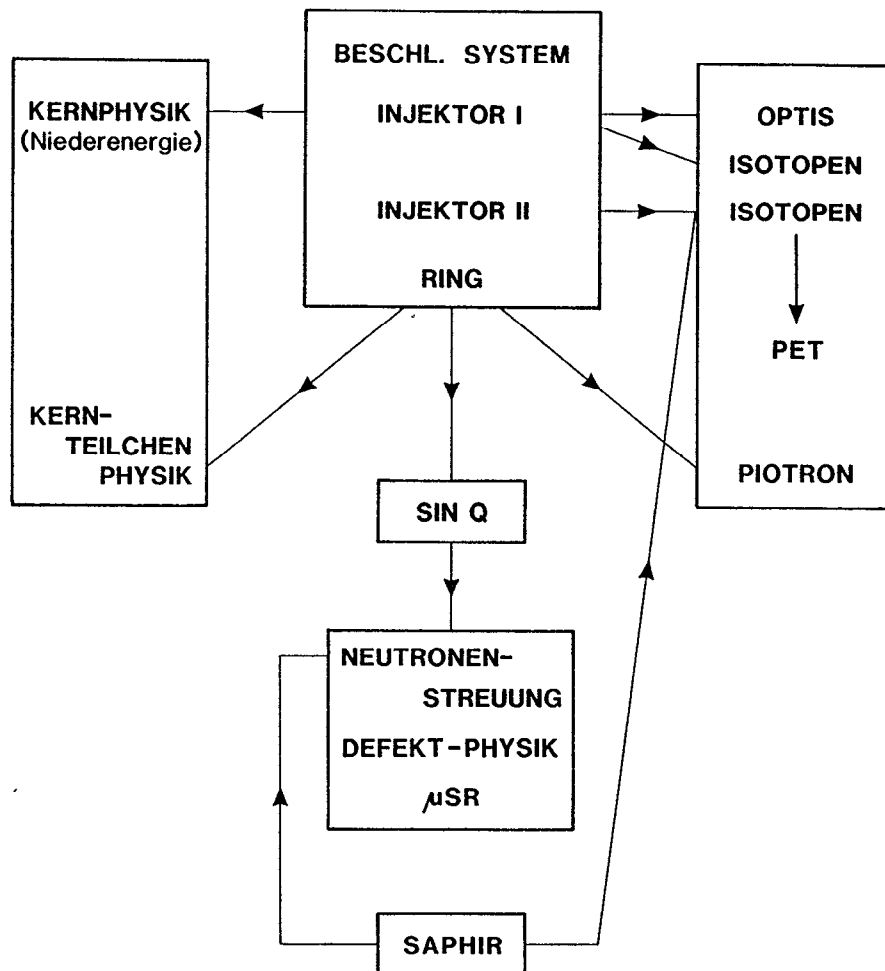 BESCHL. SYSTEM
KERNPHYSIK
(Niederenergie)
INJEKTOR I
OPTIS
ISOTOPEN
INJEKTOR II
ISOTOPEN
RING
PET
KERN-
TEILCHEN
PHYSIK
PIOTRON
SIN Q
NEUTRONEN-
STREUUNG
DEFEKT-PHYSIK
μSR
SAPHIR